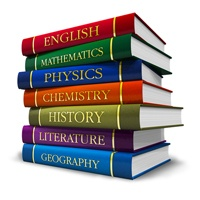 ENGLISH
MATHEMATICS
PHYSICS
CHEMISTRY
HISTORY
LITERATURE
GEOGRAPHY